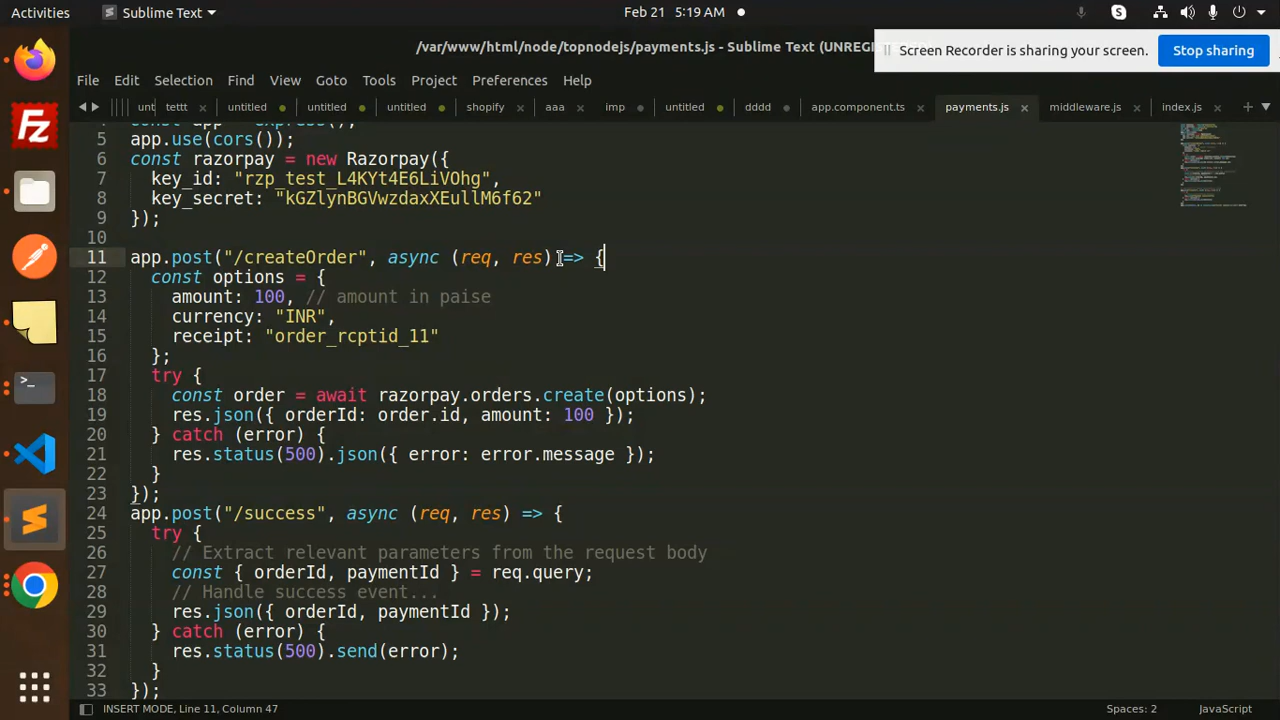 Activities
Sublime Text
Feb 21 5:19 AM
/var/www/html/node/topnodejs/payments.js - Sublime Text (UNREG
Screen Recorder is sharing your screen.
Stop sharing
File Edit Selection Find View Goto Tools Project Preferences Help
unt tettt untitled untitled untitled shopify aaa imp untitled dddd app.component.ts payments.js middleware.js index.js
5 app.use(cors());
6 const razorpay = new Razorpay({
7 key_id: "rzp_test_L4KYt4E6LiVOhg",
8 key_secret: "kGZlynBGVwzdaxXEullM6f62"
9 });
10
11 app.post("/createOrder", async (req, res) => {
12 const options = {
13 amount: 100, // amount in paise
14 currency: "INR",
15 receipt: "order_rcptid_11"
16 };
17 try {
18 const order = await razorpay.orders.create(options);
19 res.json({ orderId: order.id, amount: 100 });
20 } catch (error) {
21 res.status(500).json({ error: error.message });
22 }
23 });
24 app.post("/success", async (req, res) => {
25 try {
26 // Extract relevant parameters from the request body
27 const { orderId, paymentId } = req.query;
28 // Handle success event...
29 res.json({ orderId, paymentId });
30 } catch (error) {
31 res.status(500).send(error);
32 }
33 });
INSERT MODE, Line 11, Column 47
Spaces: 2
JavaScript